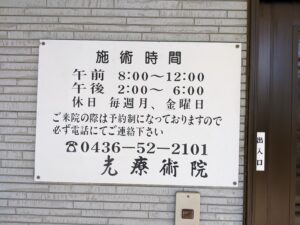 施術時間
午前 8:00〜12:00
午後 2:00〜 6:00
休日 毎週月、金曜日
ご来院の際は予約制になっておりますので
必ず電話にてご連絡下さい
☎0436-52-2101
光療術院
出入口